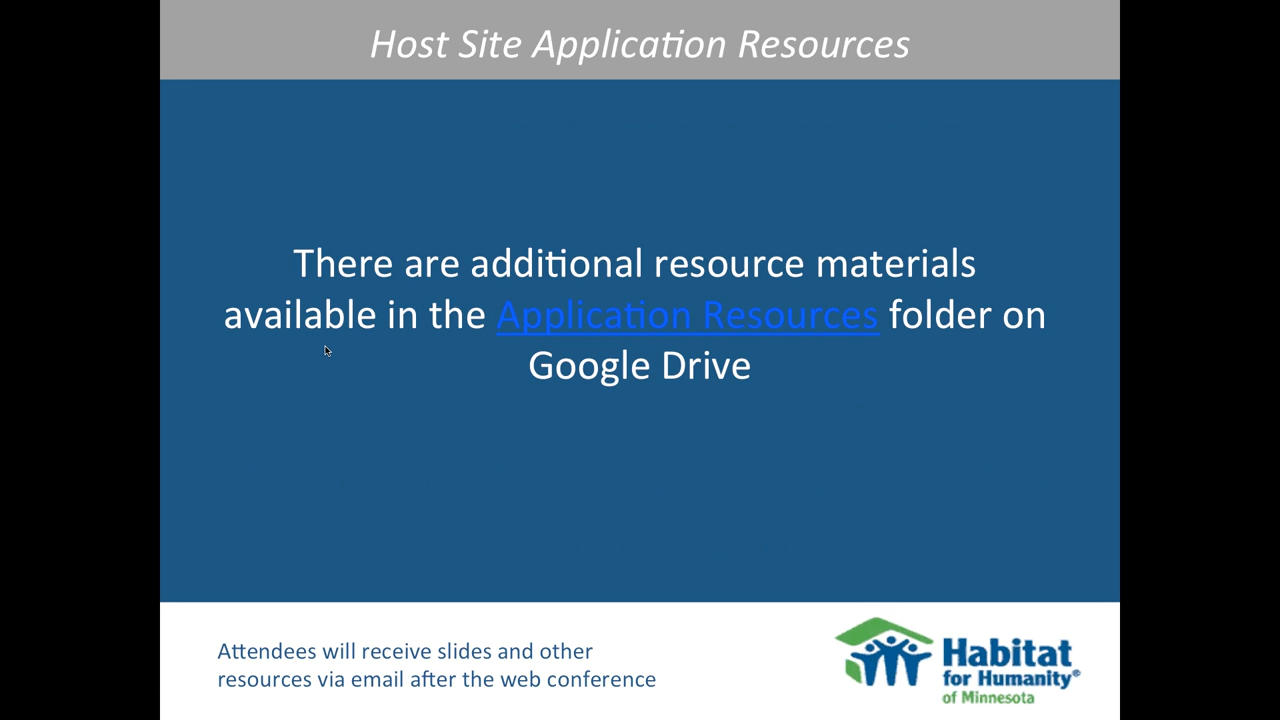 Host Site Application Resources
There are additional resource materials
available in the Application Resources folder on
Google Drive
Attendees will receive slides and other
resources via email after the web conference
Habitat
for Humanity®
of Minnesota